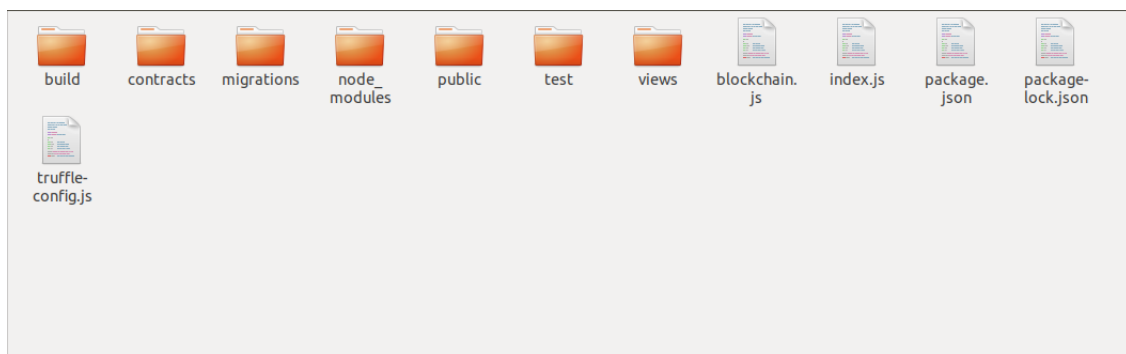 build contracts migrations node_ public test views blockchain. index.js package. package-
modules js json lock.json
truffle-
config.js